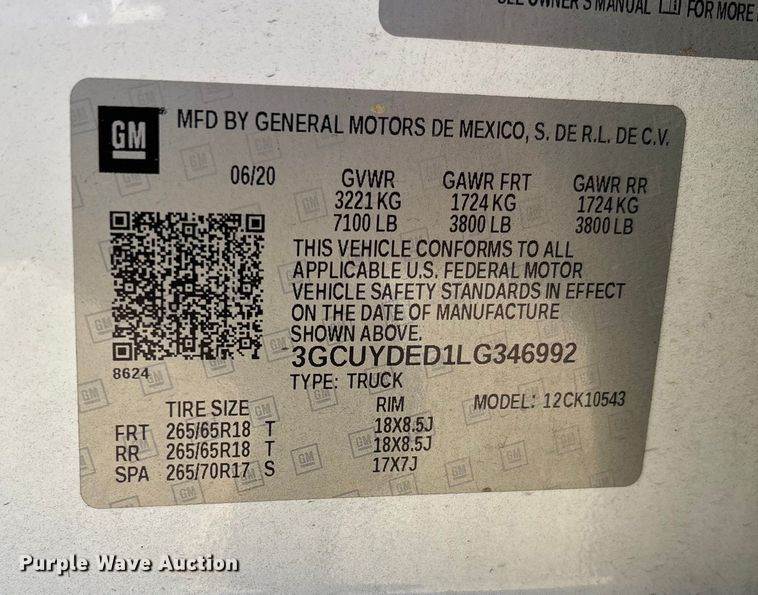 OWNER'S MANUAL
FOR MORE
GM
MFD BY GENERAL MOTORS DE MEXICO, S. DE R.L. DE C.V.
06/20 GVWR GAWR FRT GAWR RR
3221 KG 1724 KG 1724 KG
7100 LB 3800 LB 3800 LB
THIS VEHICLE CONFORMS TO ALL
APPLICABLE U.S. FEDERAL MOTOR
VEHICLE SAFETY STANDARDS IN EFFECT
ON THE DATE OF MANUFACTURE
SHOWN ABOVE.
8624
3GCUYDED1LG346992
TYPE: TRUCK
MODEL: 12CK10543
TIRE SIZE RIM
FRT 265/65R18 T 18X8.5J
RR 265/65R18 T 18X8.5J
SPA 265/70R17 S 17X7J
Purple Wave Auction